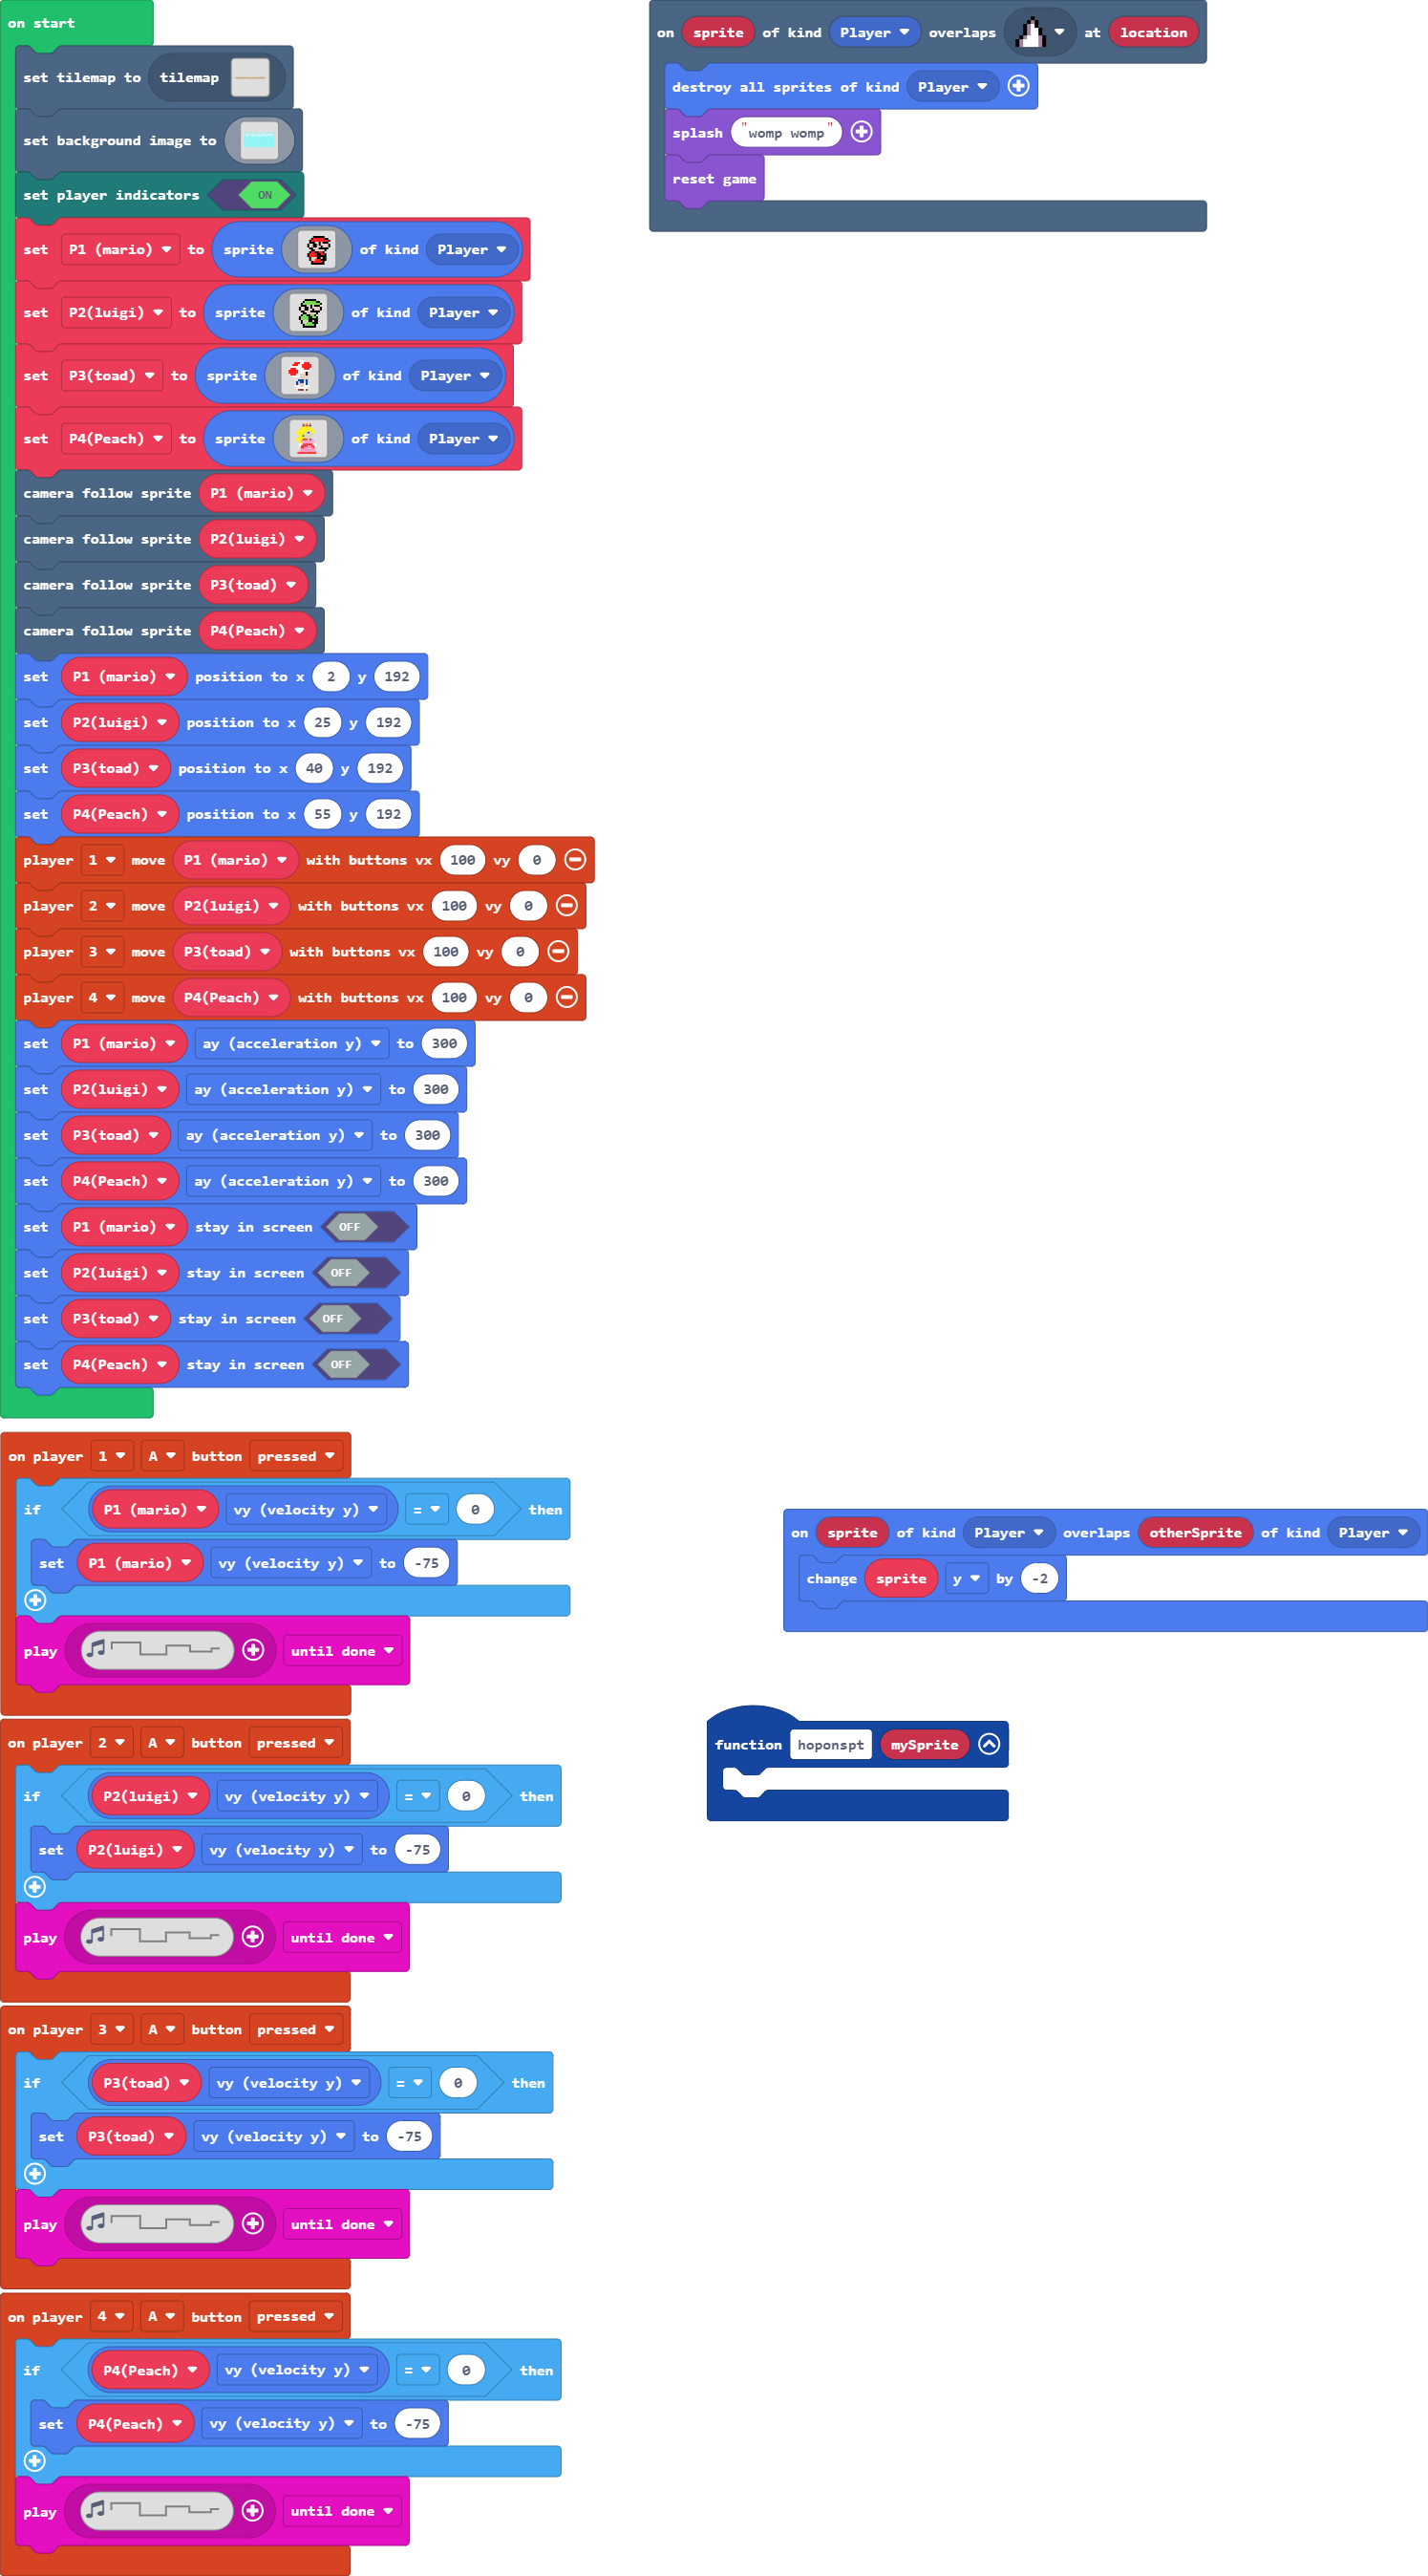 on start
set tilemap to tilemap
set background image to
set player indicators ON
set P1 (mario) to sprite of kind Player
set P2(luigi) to sprite of kind Player
set P3(toad) to sprite of kind Player
set P4(Peach) to sprite of kind Player
camera follow sprite P1 (mario)
camera follow sprite P2(luigi)
camera follow sprite P3(toad)
camera follow sprite P4(Peach)
set P1 (mario) position to x 2 y 192
set P2(luigi) position to x 25 y 192
set P3(toad) position to x 40 y 192
set P4(Peach) position to x 55 y 192
player 1 move P1 (mario) with buttons vx 100 vy 0
player 2 move P2(luigi) with buttons vx 100 vy 0
player 3 move P3(toad) with buttons vx 100 vy 0
player 4 move P4(Peach) with buttons vx 100 vy 0
set P1 (mario) ay (acceleration y) to 300
set P2(luigi) ay (acceleration y) to 300
set P3(toad) ay (acceleration y) to 300
set P4(Peach) ay (acceleration y) to 300
set P1 (mario) stay in screen OFF
set P2(luigi) stay in screen OFF
set P3(toad) stay in screen OFF
set P4(Peach) stay in screen OFF
on sprite of kind Player overlaps at location
destroy all sprites of kind Player
splash "womp womp"
reset game
on player 1 A button pressed
if P1 (mario) vy (velocity y) = 0 then
set P1 (mario) vy (velocity y) to -75
play until done
on player 2 A button pressed
if P2(luigi) vy (velocity y) = 0 then
set P2(luigi) vy (velocity y) to -75
play until done
on player 3 A button pressed
if P3(toad) vy (velocity y) = 0 then
set P3(toad) vy (velocity y) to -75
play until done
on player 4 A button pressed
if P4(Peach) vy (velocity y) = 0 then
set P4(Peach) vy (velocity y) to -75
play until done
on sprite of kind Player overlaps otherSprite of kind Player
change sprite y by -2
function hoponspt mySprite